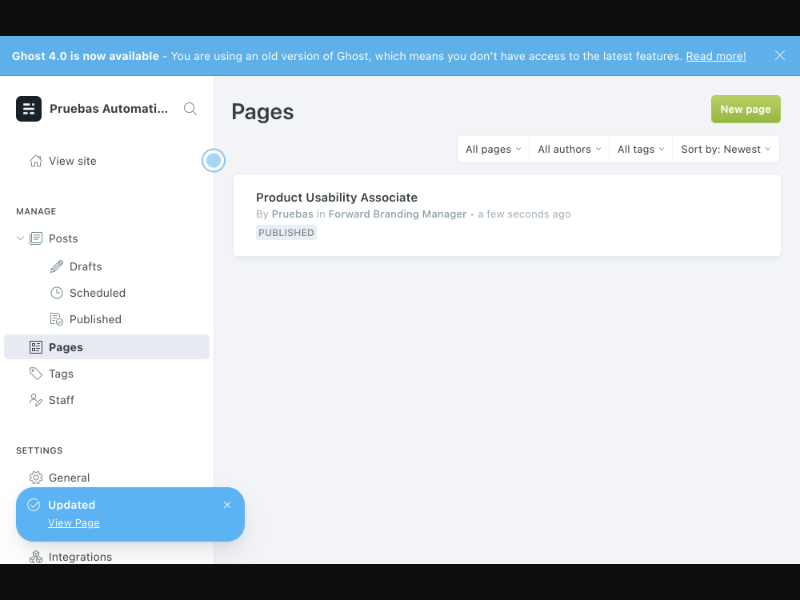 Ghost 4.0 is now available - You are using an old version of Ghost, which means you don't have access to the latest features. Read more!
Pruebas Automati...
View site
MANAGE
Posts
Drafts
Scheduled
Published
Pages
Tags
Staff
SETTINGS
General
Updated
View Page
Integrations
Pages
New page
All pages
All authors
All tags
Sort by: Newest
Product Usability Associate
By Pruebas in Forward Branding Manager • a few seconds ago
PUBLISHED